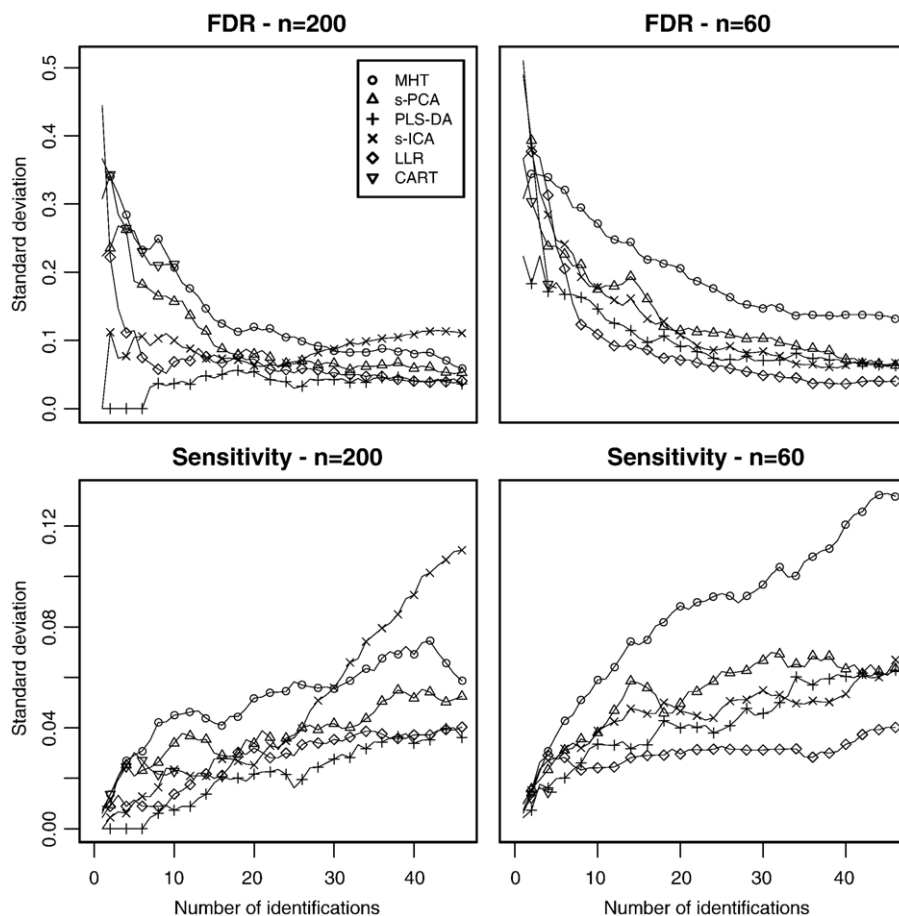 FDR - n=200
FDR - n=60
Standard deviation
0.5
0.4
0.3
0.2
0.1
0.0
MHT
s-PCA
PLS-DA
s-ICA
LLR
CART
Sensitivity - n=200
Sensitivity - n=60
Standard deviation
0.12
0.08
0.04
0.00
0 10 20 30 40
0 10 20 30 40
Number of identifications
Number of identifications